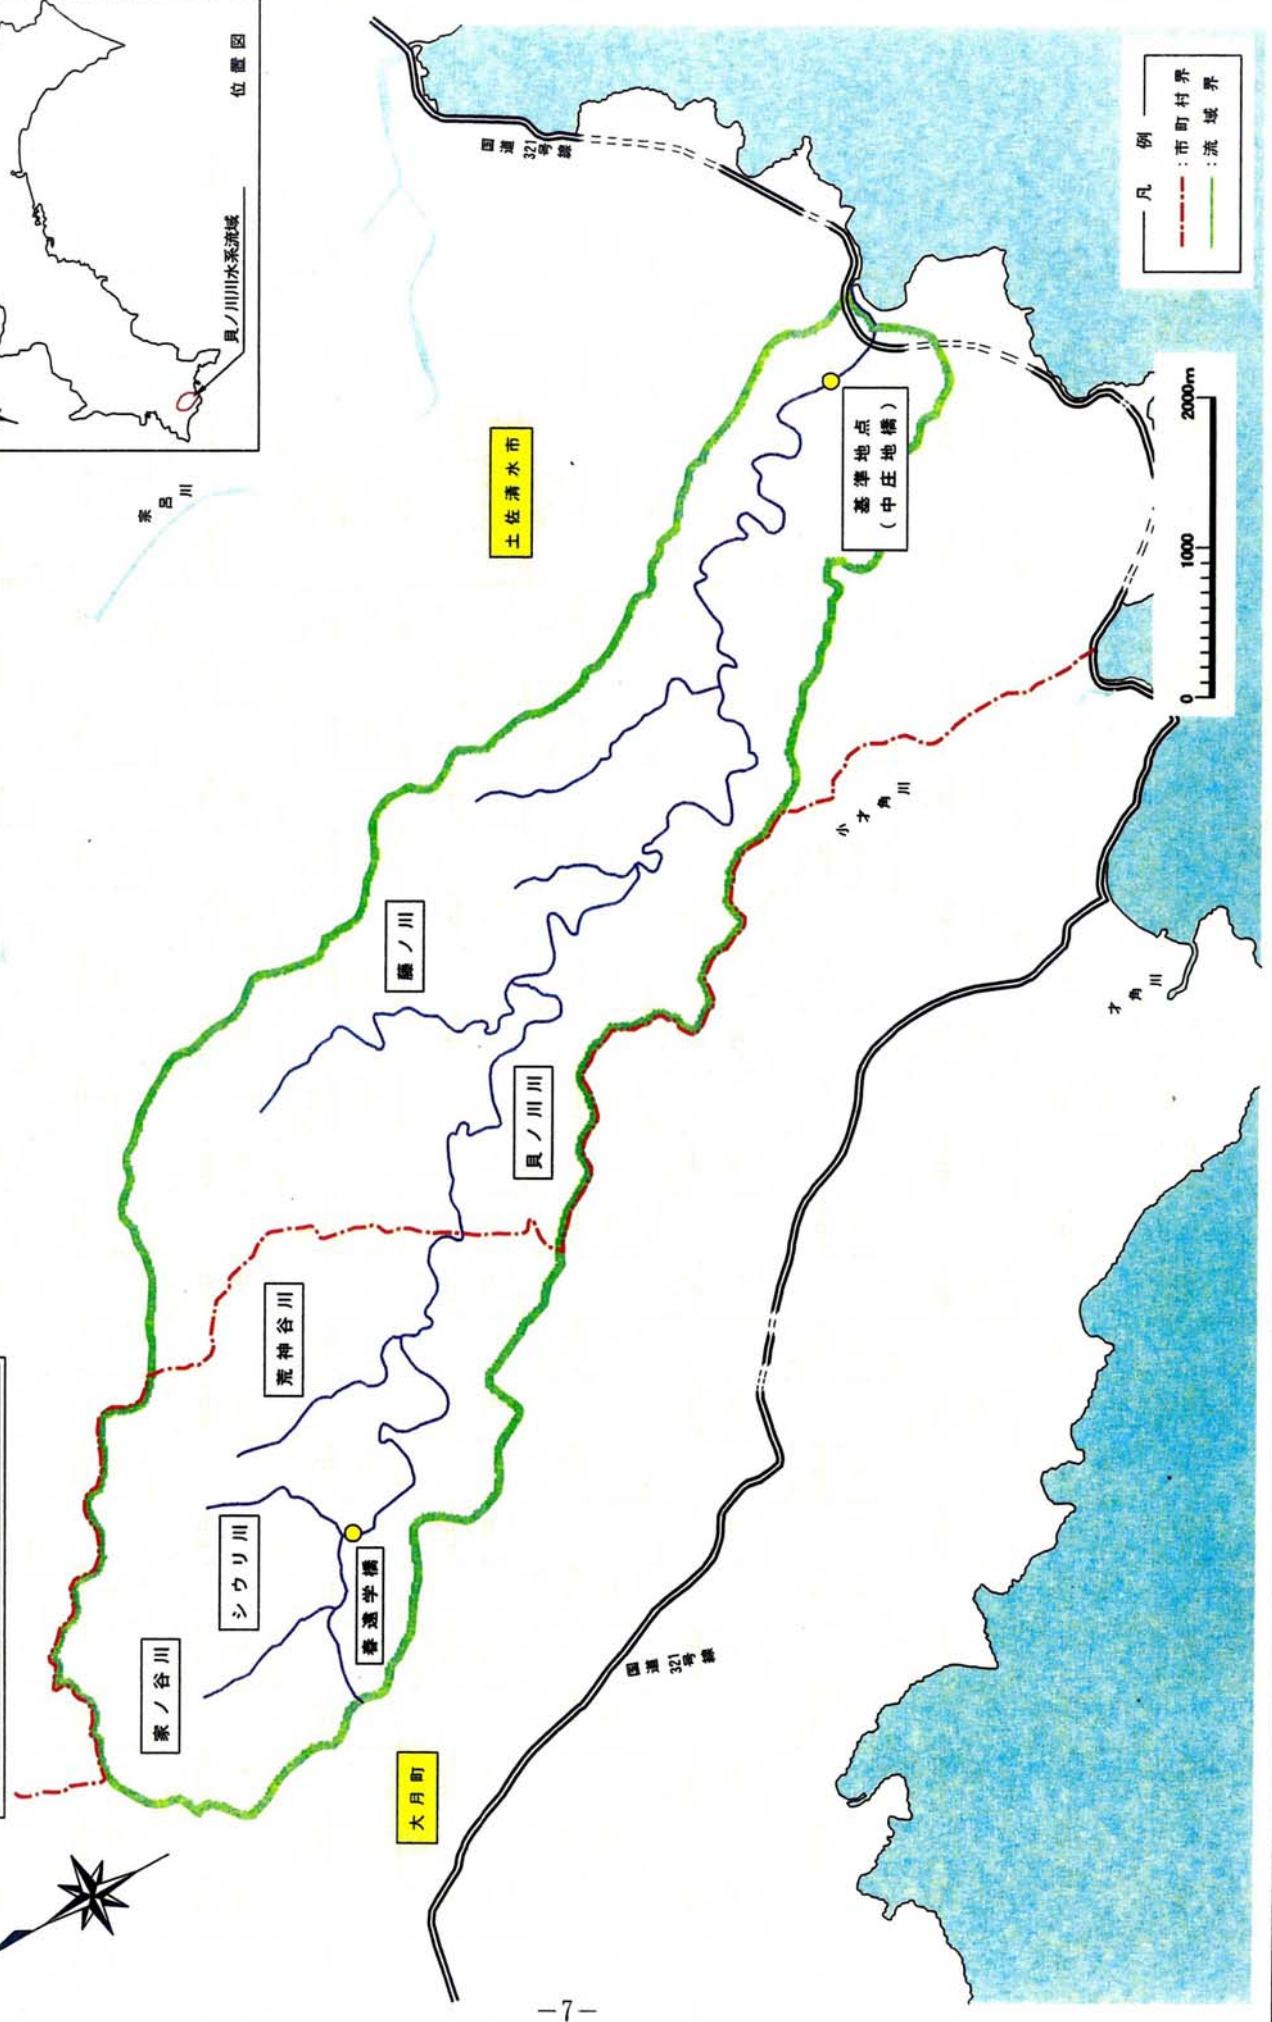 位置図
貝ノ川川水系流域
凡例
:市町村界
:流域界
0 1000 2000m
国道321号線
宗呂川
土佐清水市
基準地点
(中庄地橋)
藤ノ川
小才角川
才角川
貝ノ川川
荒神谷川
シウリ川
春遠学橋
家ノ谷川
大月町
国道321号線
-7-